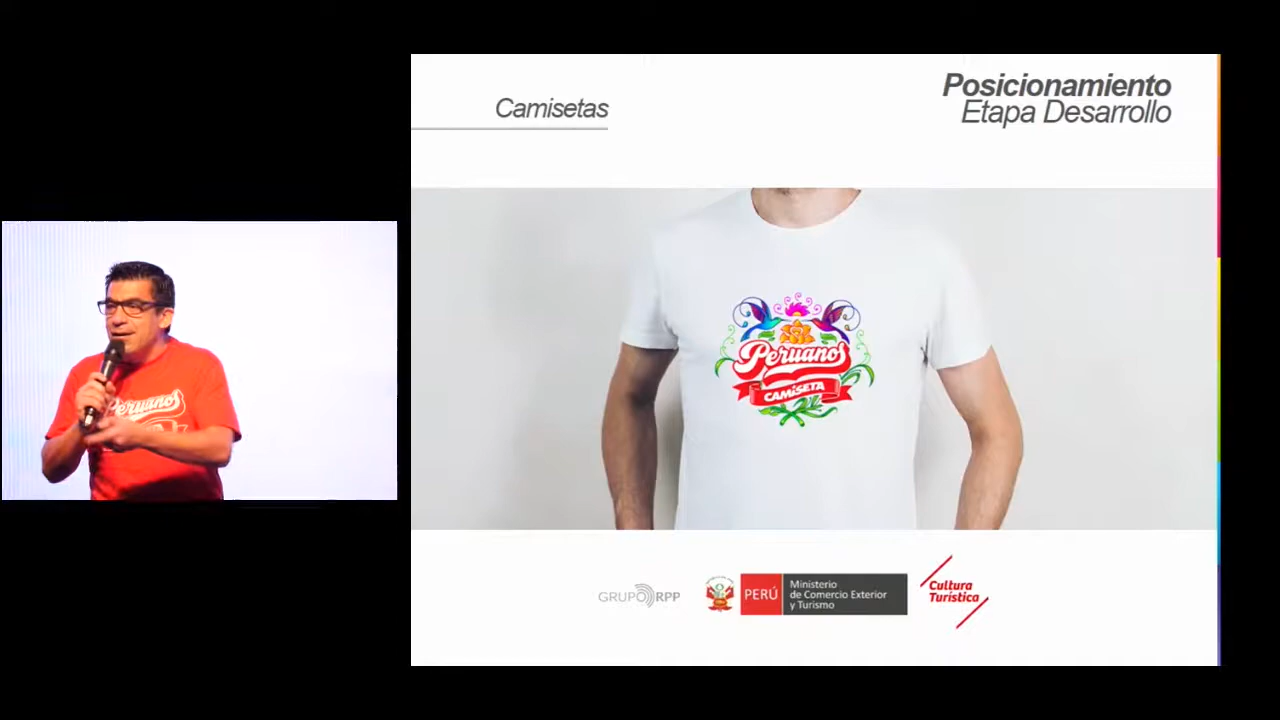 Camisetas
Posicionamiento
Etapa Desarrollo
Peruanos
CAMiSETA
Peruanos
GRUPO RPP
PERÚ
Ministerio
de Comercio Exterior
y Turismo
Cultura
Turística